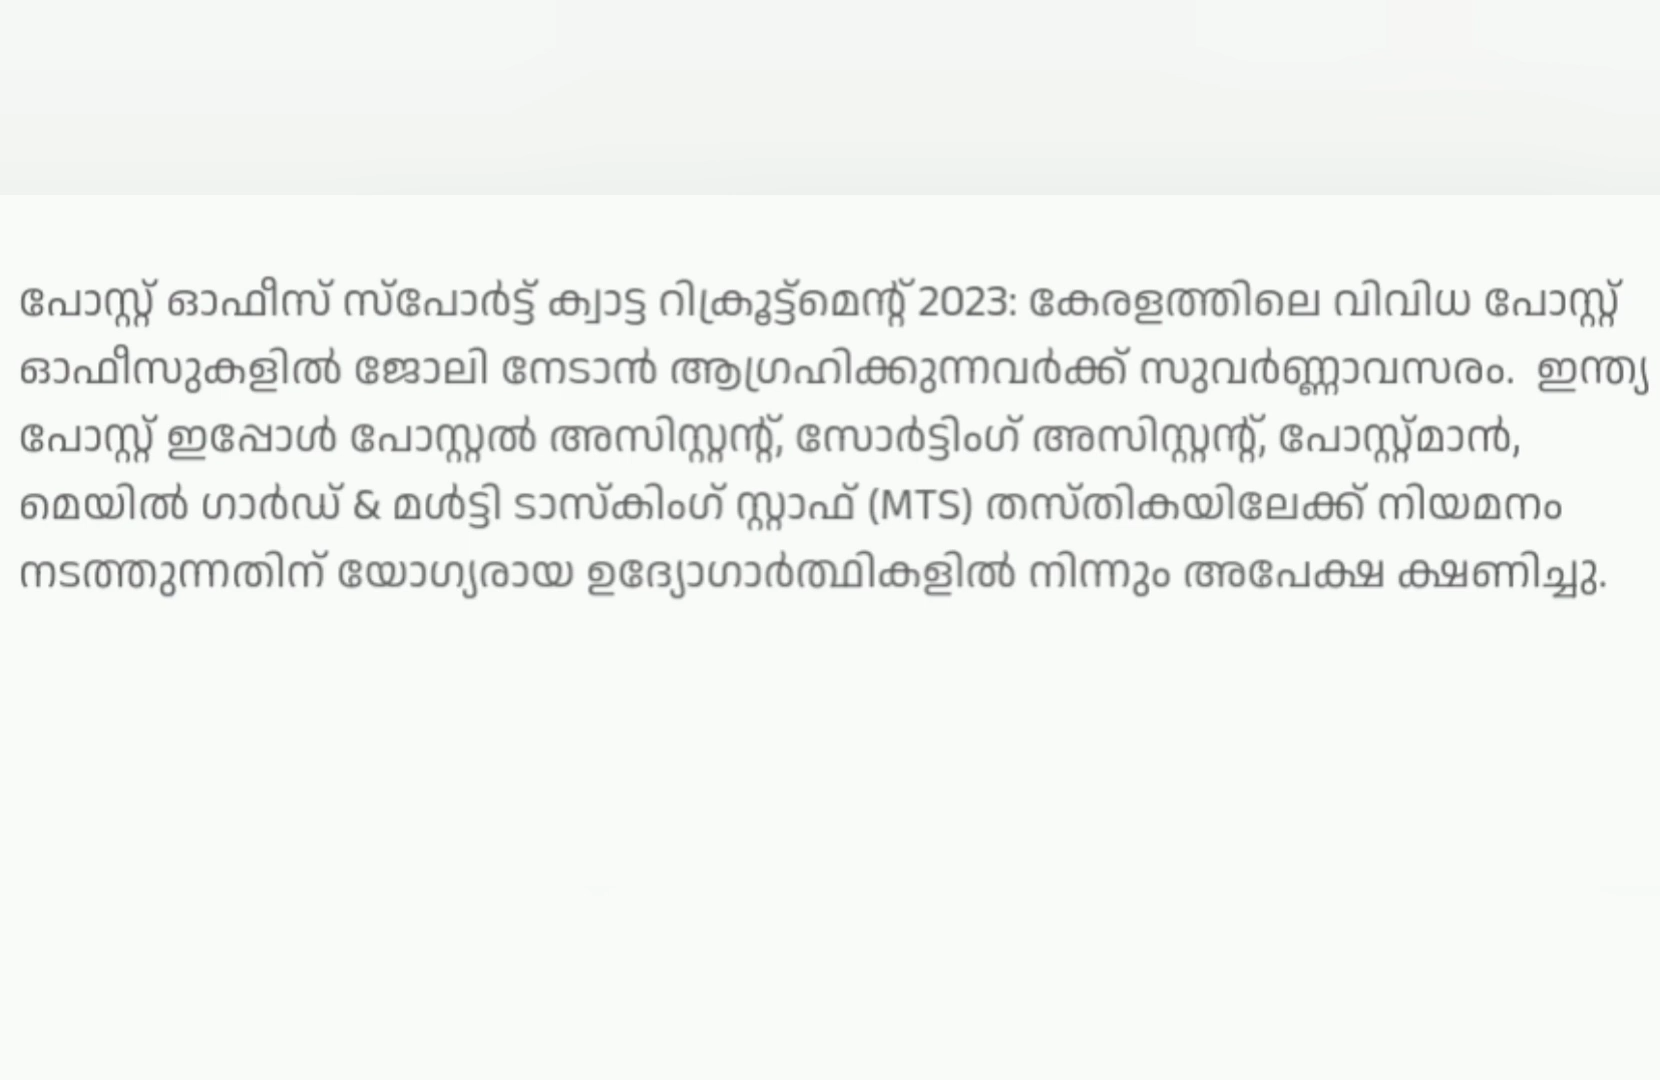 പോസ്റ്റ് ഓഫീസ് സ്പോർട്ട് ക്വാട്ട റിക്രൂട്ട്മെന്റ് 2023: കേരളത്തിലെ വിവിധ പോസ്റ്റ്
ഓഫീസുകളിൽ ജോലി നേടാൻ ആഗ്രഹിക്കുന്നവർക്ക് സുവർണ്ണാവസരം. ഇന്ത്യ
പോസ്റ്റ് ഇപ്പോൾ പോസ്റ്റൽ അസിസ്റ്റന്റ്, സോർട്ടിംഗ് അസിസ്റ്റന്റ്, പോസ്റ്റ്മാൻ,
മെയിൽ ഗാർഡ് & മൾട്ടി ടാസ്കിംഗ് സ്റ്റാഫ് (MTS) തസ്തികയിലേക്ക് നിയമനം
നടത്തുന്നതിന് യോഗ്യരായ ഉദ്യോഗാർത്ഥികളിൽ നിന്നും അപേക്ഷ ക്ഷണിച്ചു.